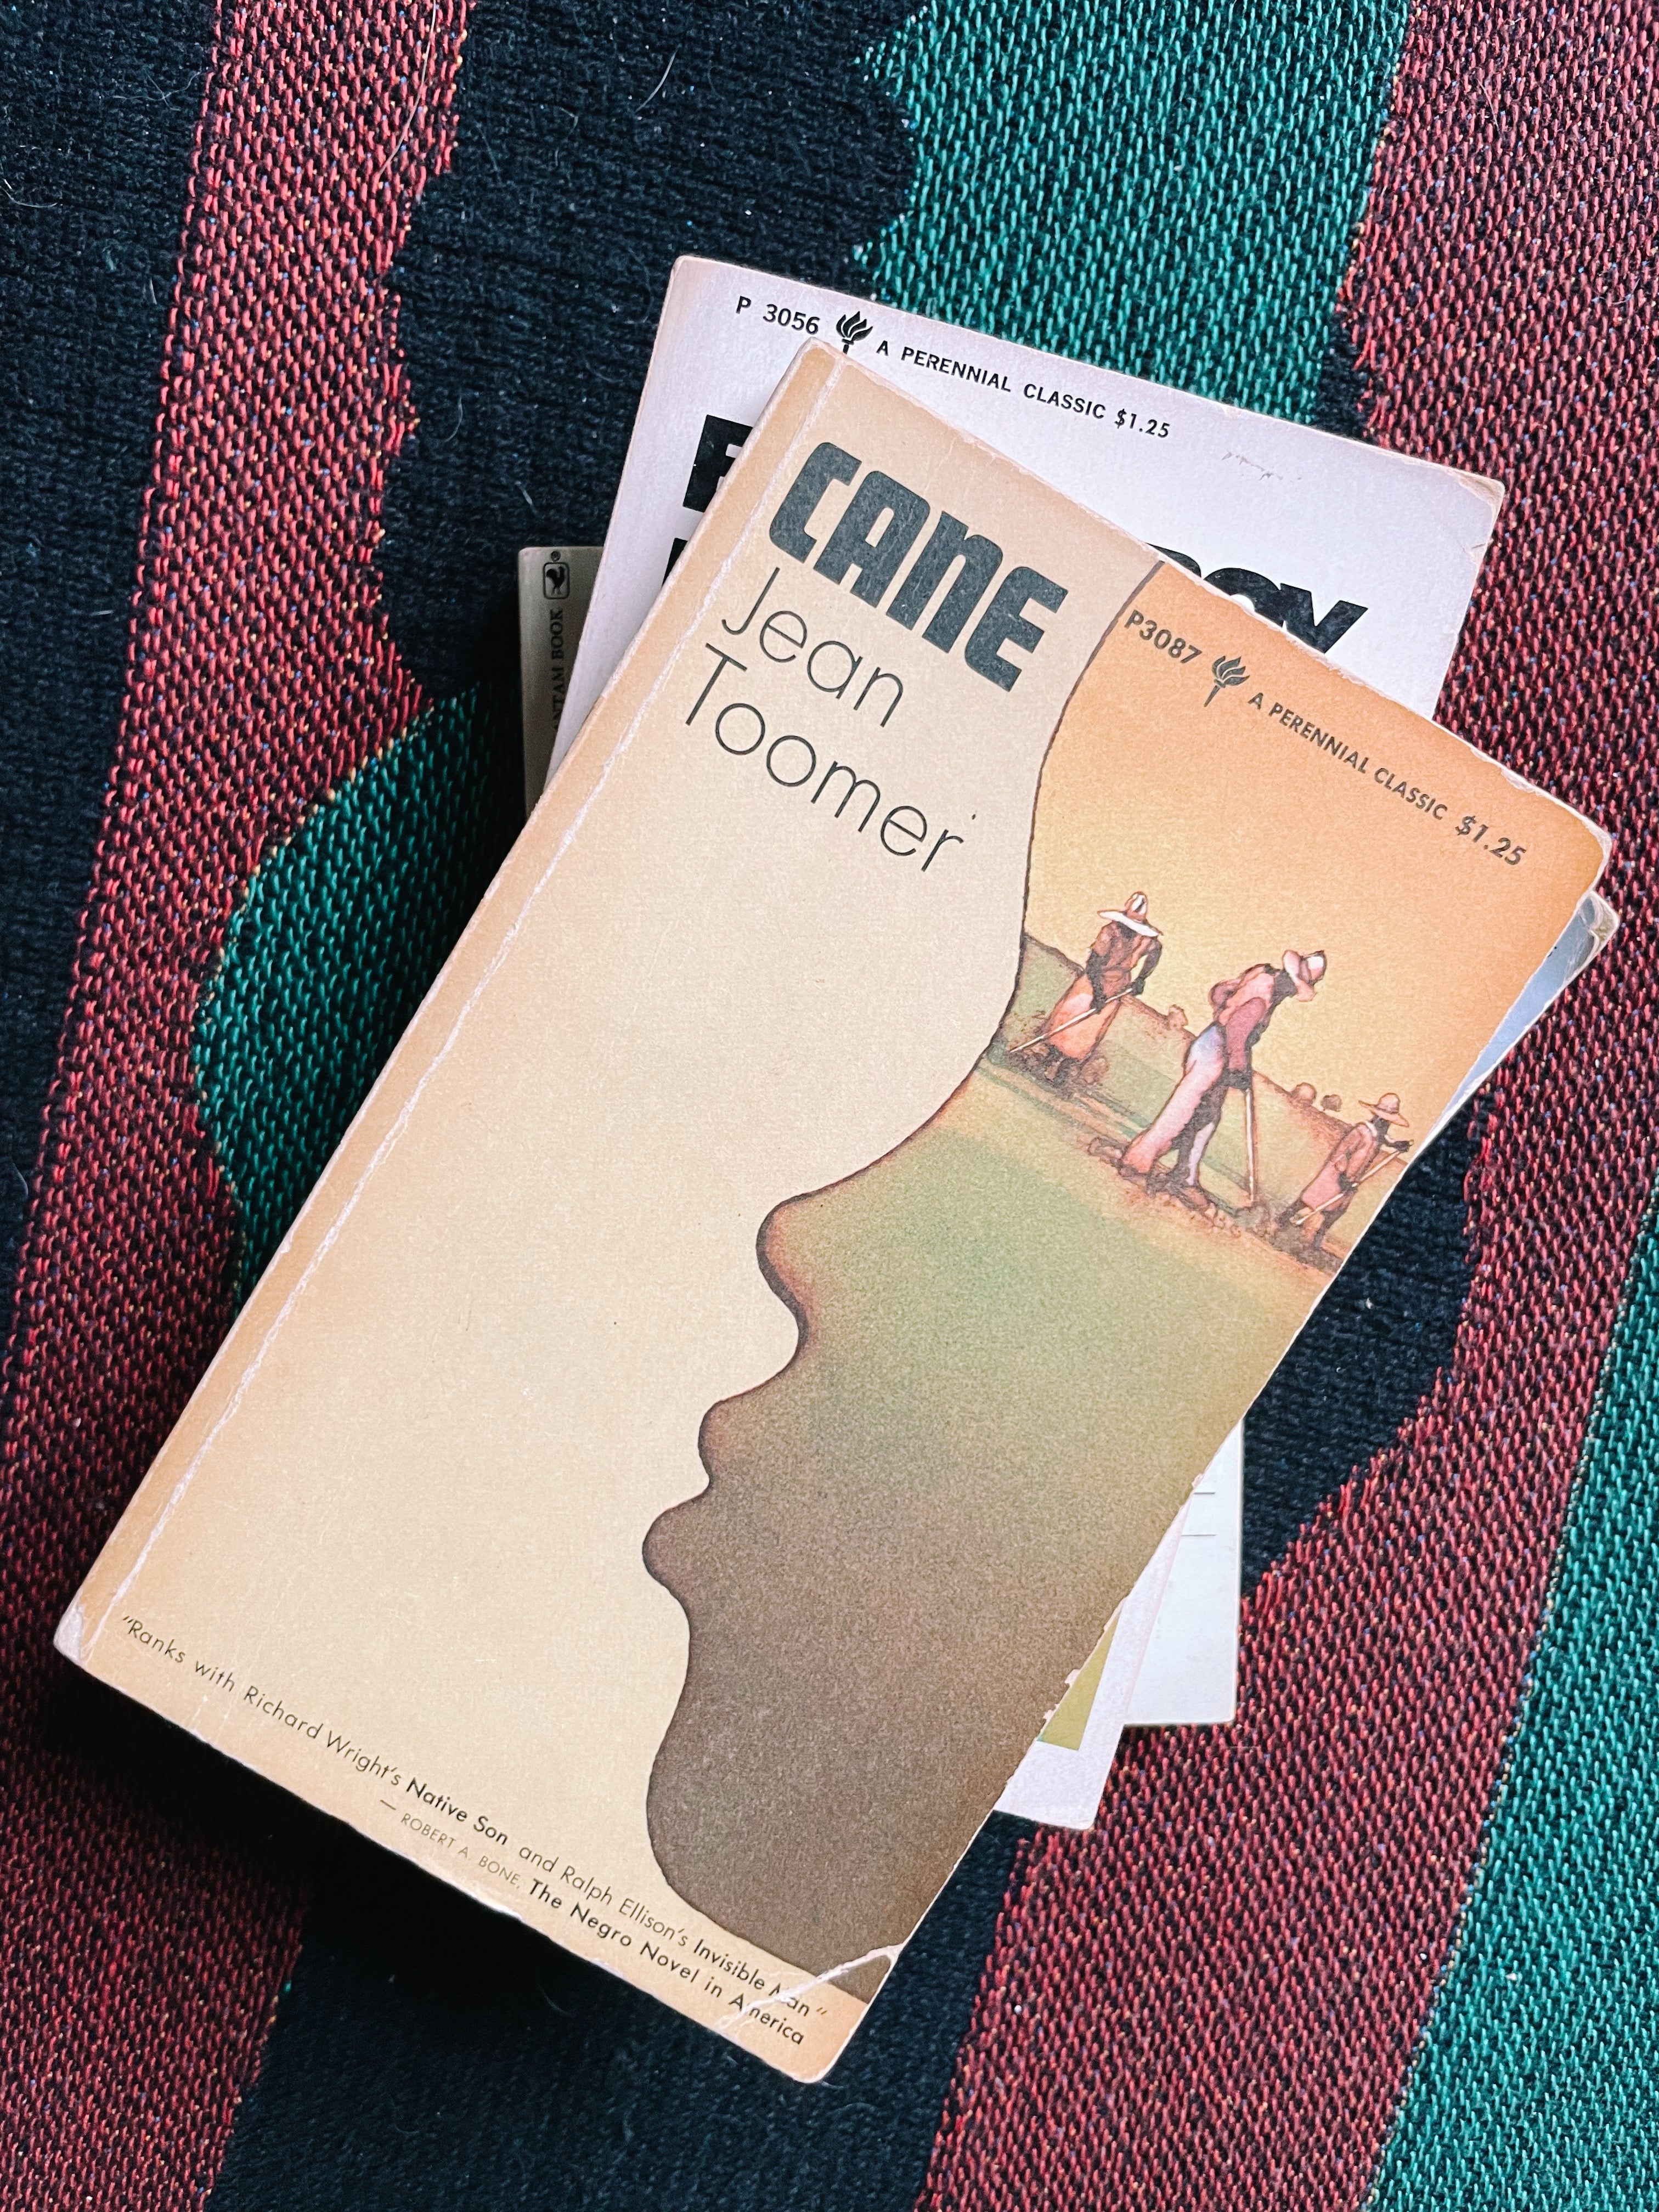 P 3056 A PERENNIAL CLASSIC $1.25
CANE
Jean
Toomer
P3087 A PERENNIAL CLASSIC $1.25
"Ranks with Richard Wright's Native Son and Ralph Ellison's Invisible Man"
— ROBERT A. BONE, The Negro Novel in America
BOOK